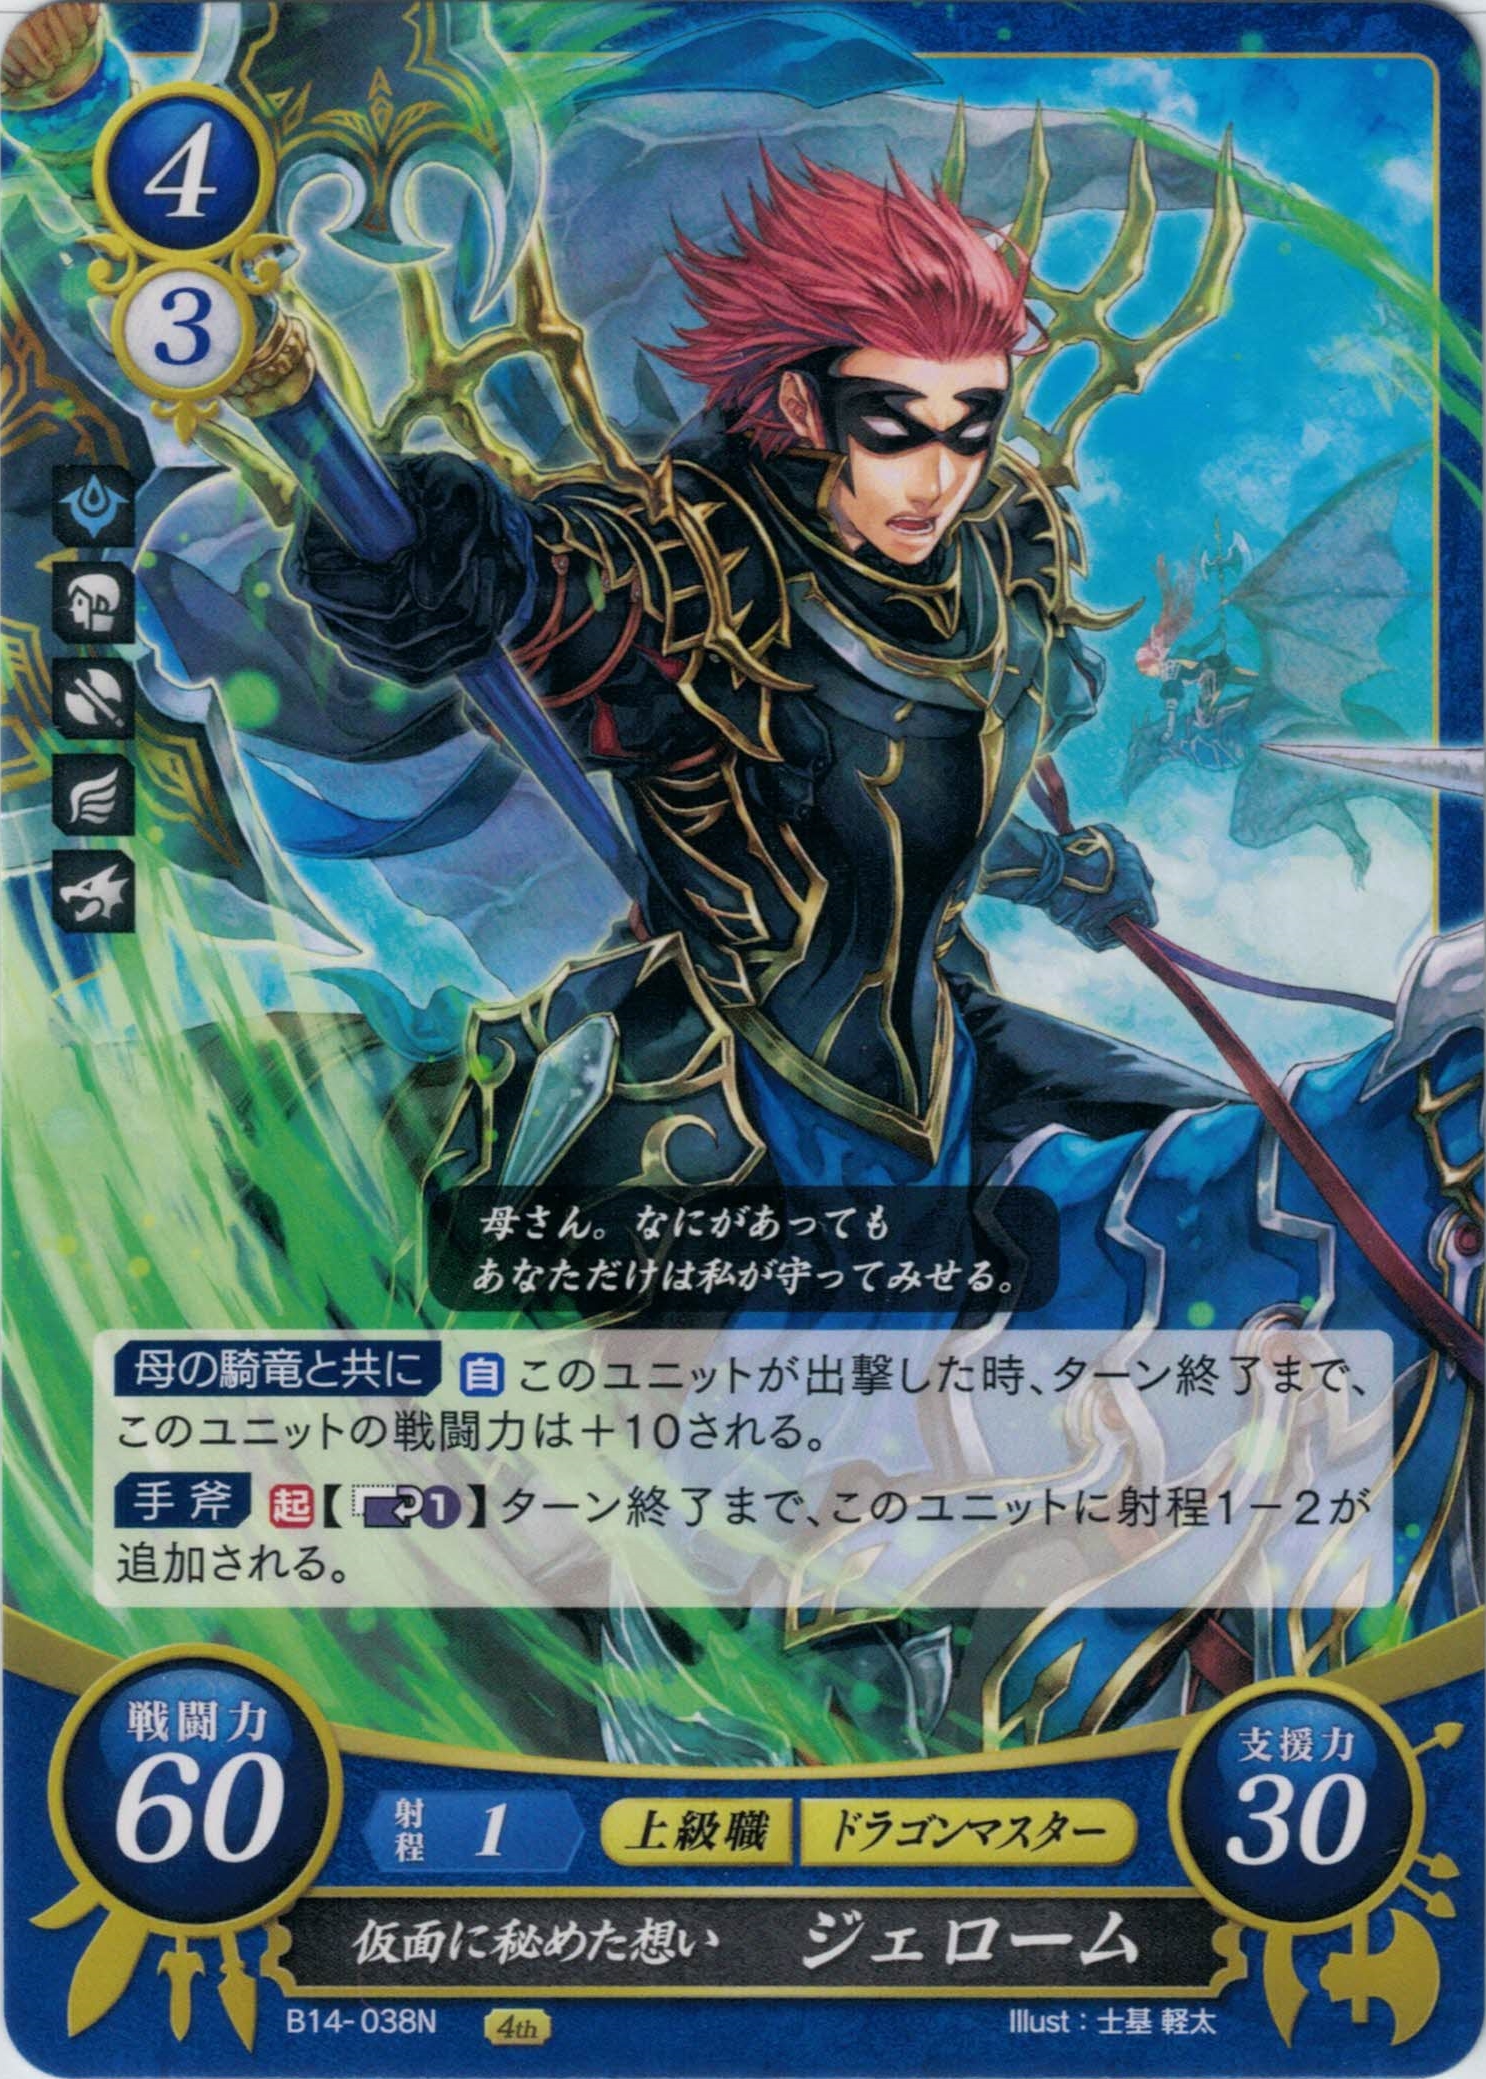 4
3
母さん。なにがあっても
あなただけは私が守ってみせる。
母の騎竜と共に 自 このユニットが出撃した時、ターン終了まで、
このユニットの戦闘力は＋10される。
手斧 起【1】ターン終了まで、このユニットに射程1－2が
追加される。
戦闘力
60
射程 1
上級職 ドラゴンマスター
支援力
30
仮面に秘めた想い ジェローム
B14-038N 4th Illust：士基 軽太